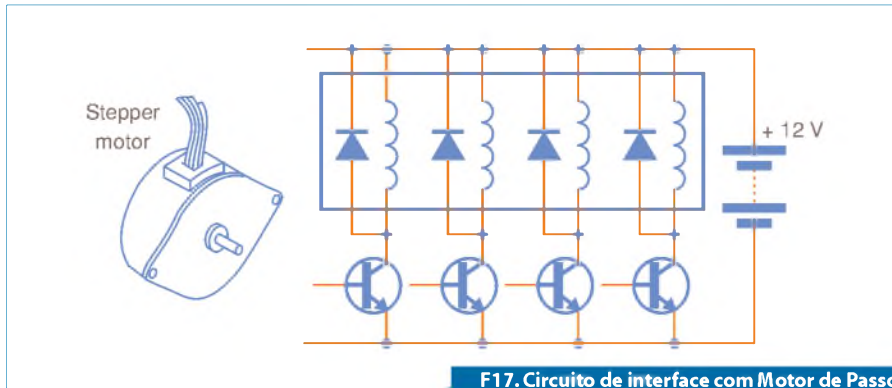 Stepper
motor
+ 12 V
F17. Circuito de interface com Motor de Passo